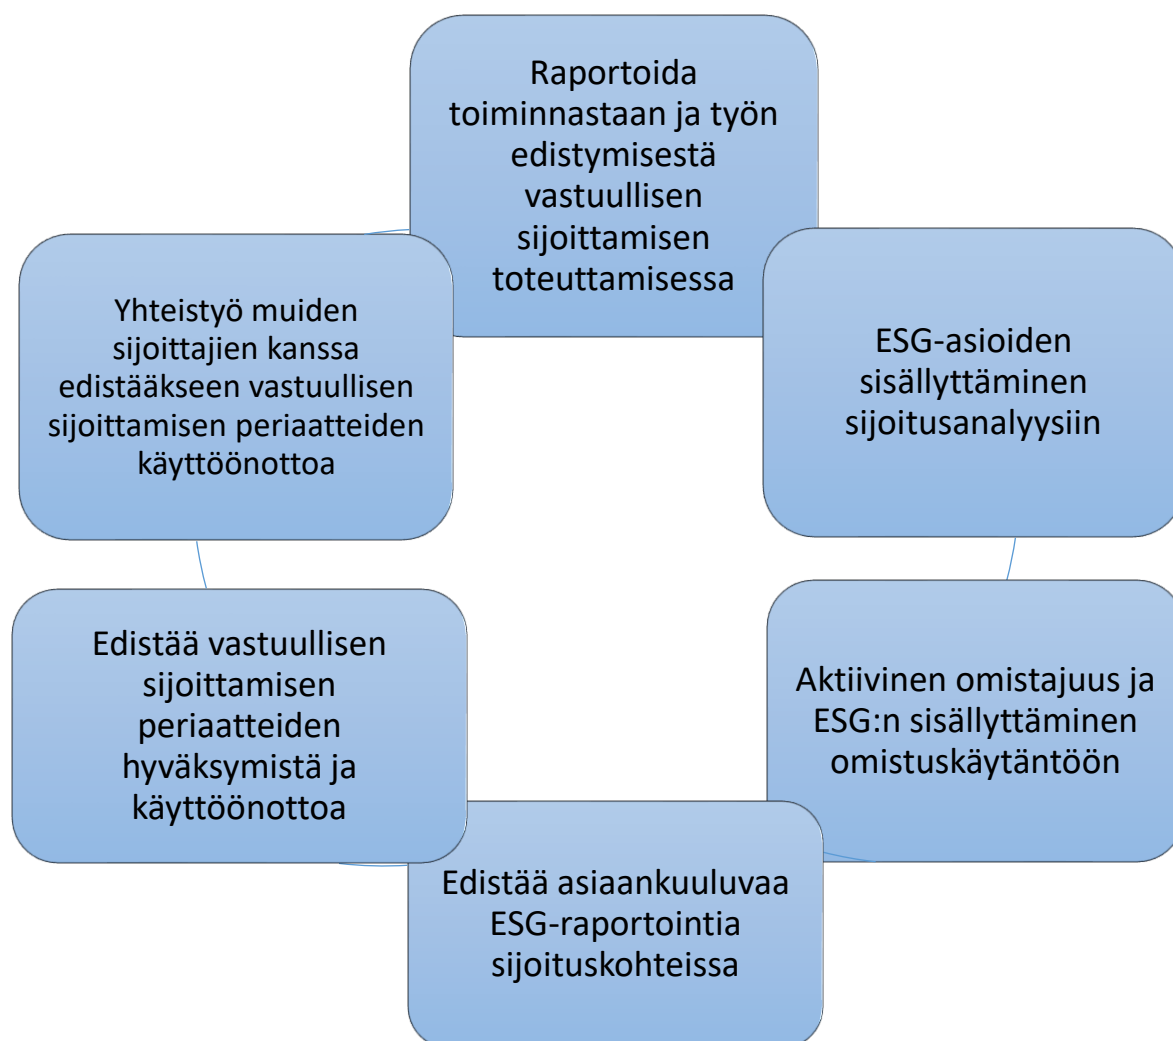 Raportoida
toiminnastaan ja työn
edistymisestä
vastuullisen
sijoittamisen
toteuttamisessa
ESG-asioiden
sisällyttäminen
sijoitusanalyysiin
Aktiivinen omistajuus ja
ESG:n sisällyttäminen
omistuskäytäntöön
Edistää asiaankuuluvaa
ESG-raportointia
sijoituskohteissa
Edistää vastuullisen
sijoittamisen
periaatteiden
hyväksymistä ja
käyttöönottoa
Yhteistyö muiden
sijoittajien kanssa
edistääkseen vastuullisen
sijoittamisen periaatteiden
käyttöönottoa